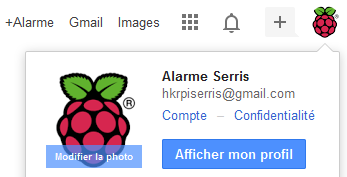 +Alarme Gmail Images
Alarme Serris
hkrpiserris@gmail.com
Compte – Confidentialité
Modifier la photo
Afficher mon profil
®